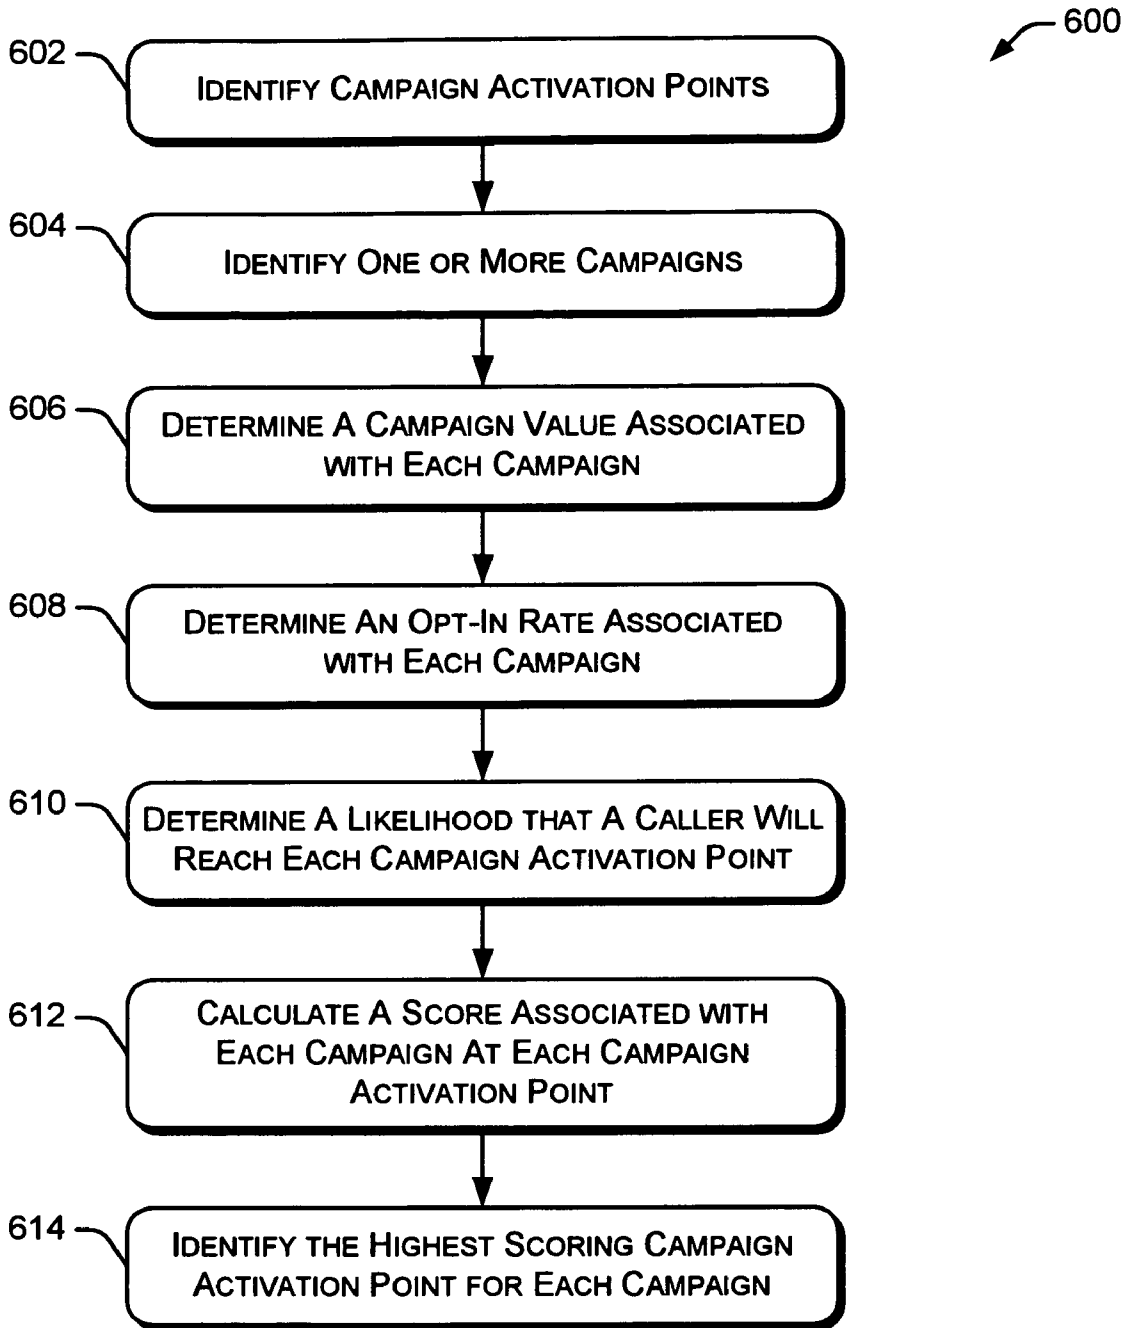 600
602
IDENTIFY CAMPAIGN ACTIVATION POINTS
604
IDENTIFY ONE OR MORE CAMPAIGNS
606
DETERMINE A CAMPAIGN VALUE ASSOCIATED
WITH EACH CAMPAIGN
608
DETERMINE AN OPT-IN RATE ASSOCIATED
WITH EACH CAMPAIGN
610
DETERMINE A LIKELIHOOD THAT A CALLER WILL
REACH EACH CAMPAIGN ACTIVATION POINT
612
CALCULATE A SCORE ASSOCIATED WITH
EACH CAMPAIGN AT EACH CAMPAIGN
ACTIVATION POINT
614
IDENTIFY THE HIGHEST SCORING CAMPAIGN
ACTIVATION POINT FOR EACH CAMPAIGN